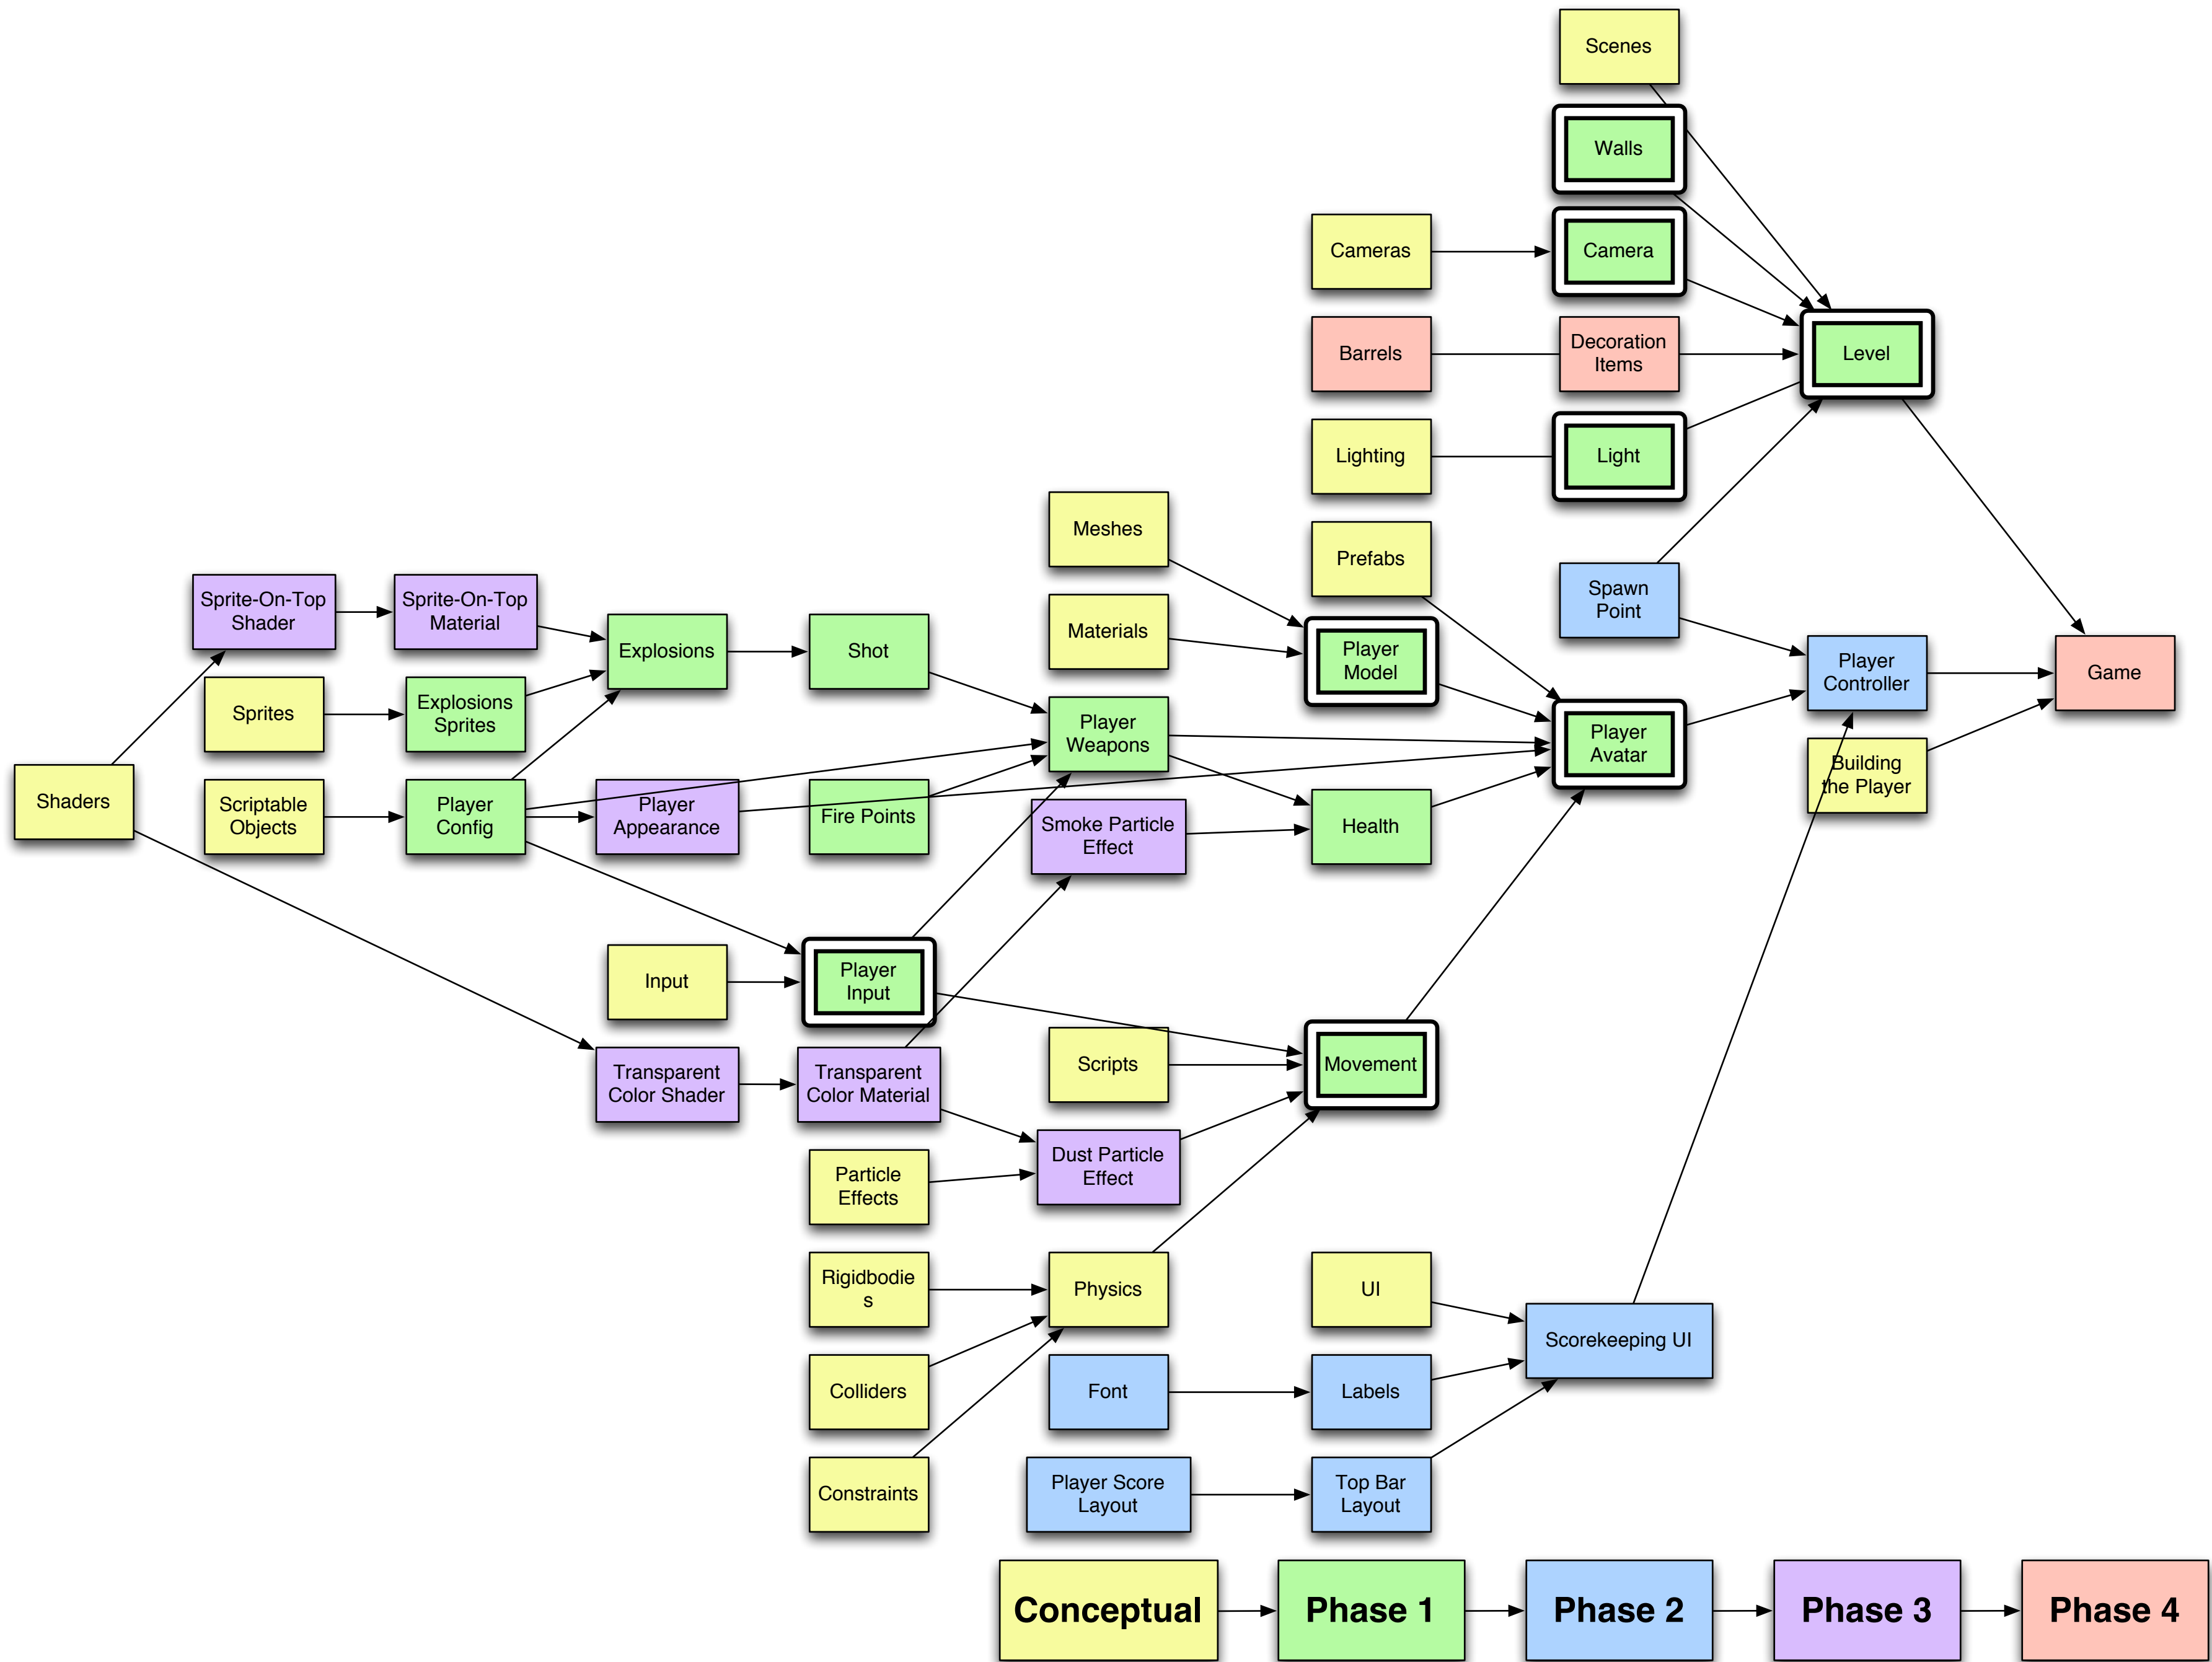 Scenes
Walls
Cameras
Camera
Barrels
Decoration
Items
Level
Lighting
Light
Meshes
Prefabs
Sprite-On-Top
Shader
Sprite-On-Top
Material
Explosions
Shot
Materials
Player
Model
Spawn
Point
Player
Controller
Game
Sprites
Explosions
Sprites
Player
Weapons
Player
Avatar
Building
the Player
Shaders
Scriptable
Objects
Player
Config
Player
Appearance
Fire Points
Smoke Particle
Effect
Health
Input
Player
Input
Scripts
Movement
Transparent
Color Shader
Transparent
Color Material
Particle
Effects
Dust Particle
Effect
Rigidbodie
s
Physics
UI
Scorekeeping UI
Colliders
Font
Labels
Constraints
Player Score
Layout
Top Bar
Layout
Conceptual
Phase 1
Phase 2
Phase 3
Phase 4